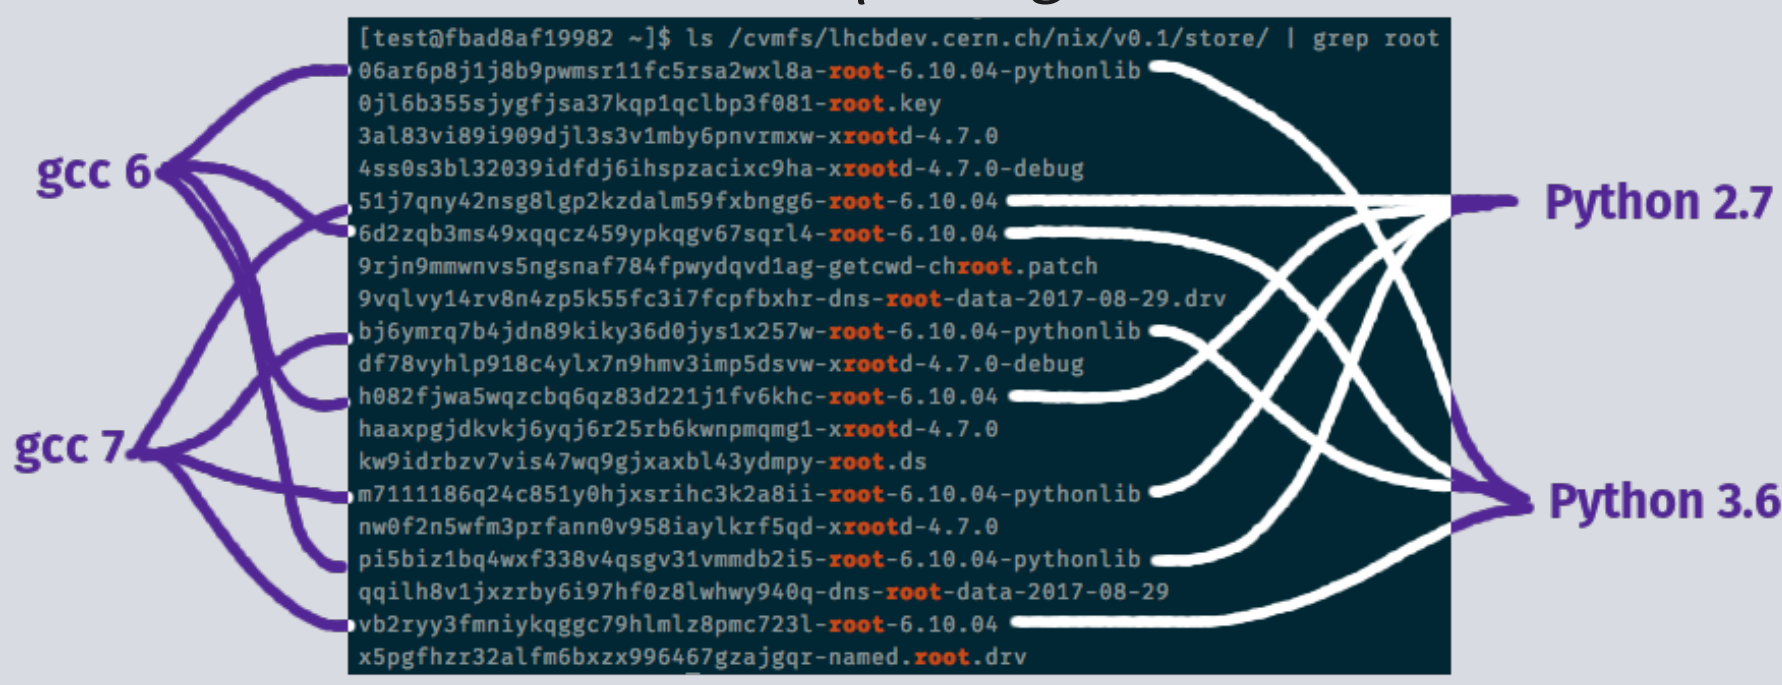 [test@fbad8af19982 ~]$ ls /cvmfs/lhcbdev.cern.ch/nix/v0.1/store/ | grep root
06ar6p8j1j8b9pwmsr11fc5rsa2wxl8a-root-6.10.04-pythonlib
0jl6b355sjygfjsa37kqp1qclbp3f081-root.key
3al83vi89i909djl3s3v1mby6pnvrmxw-xrootd-4.7.0
gcc 6
4ss0s3bl32039idfdj6ihspzacixc9ha-xrootd-4.7.0-debug
51j7qny42nsg8lgp2kzdalm59fxbngg6-root-6.10.04
Python 2.7
6d2zqb3ms49xqqcz459ypkqgv67sqrl4-root-6.10.04
9rjn9mmwnvs5ngsnaf784fpwydqvd1ag-getcwd-chroot.patch
9vqlvy14rv8n4zp5k55fc3i7fcpfbxhr-dns-root-data-2017-08-29.drv
bj6ymrq7b4jdn89kiky36d0jys1x257w-root-6.10.04-pythonlib
df78vyhlp918c4ylx7n9hmv3imp5dsvw-xrootd-4.7.0-debug
h082fjwa5wqzcbq6qz83d221j1fv6khc-root-6.10.04
haaxpgjdkvkj6yqj6r25rb6kwnpmqmg1-xrootd-4.7.0
gcc 7
kw9idrbzv7vis47wq9gjxaxbl43ydmpy-root.ds
m7111186q24c851y0hjxsrihc3k2a8ii-root-6.10.04-pythonlib
Python 3.6
nw0f2n5wfm3prfann0v958iaylkrf5qd-xrootd-4.7.0
pi5biz1bq4wxf338v4qsgv31vmmdb2i5-root-6.10.04-pythonlib
qqilh8v1jxzrby6i97hf0z8lwhwy940q-dns-root-data-2017-08-29
vb2ryy3fmniykqggc79hlmlz8pmc723l-root-6.10.04
x5pgfhzr32alfm6bxzx996467gzajgqr-named.root.drv